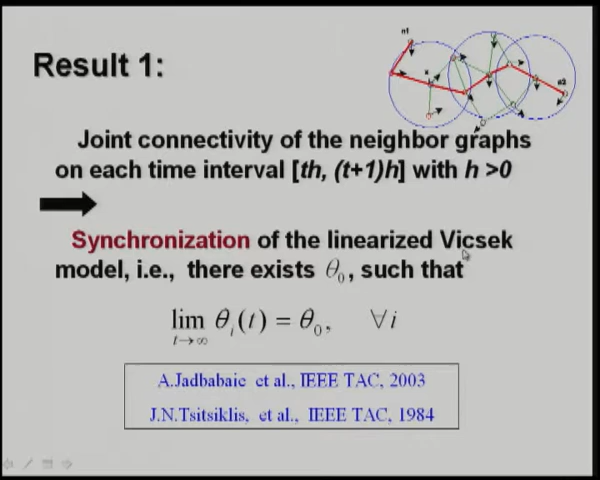 Result 1:
Joint connectivity of the neighbor graphs
on each time interval [th, (t+1)h] with h >0
Synchronization of the linearized Vicsek
model, i.e., there exists θ₀, such that
lim θᵢ(t) = θ₀, ∀i
t→∞
A.Jadbabaie et al., IEEE TAC, 2003
J.N.Tsitsiklis, et al., IEEE TAC, 1984